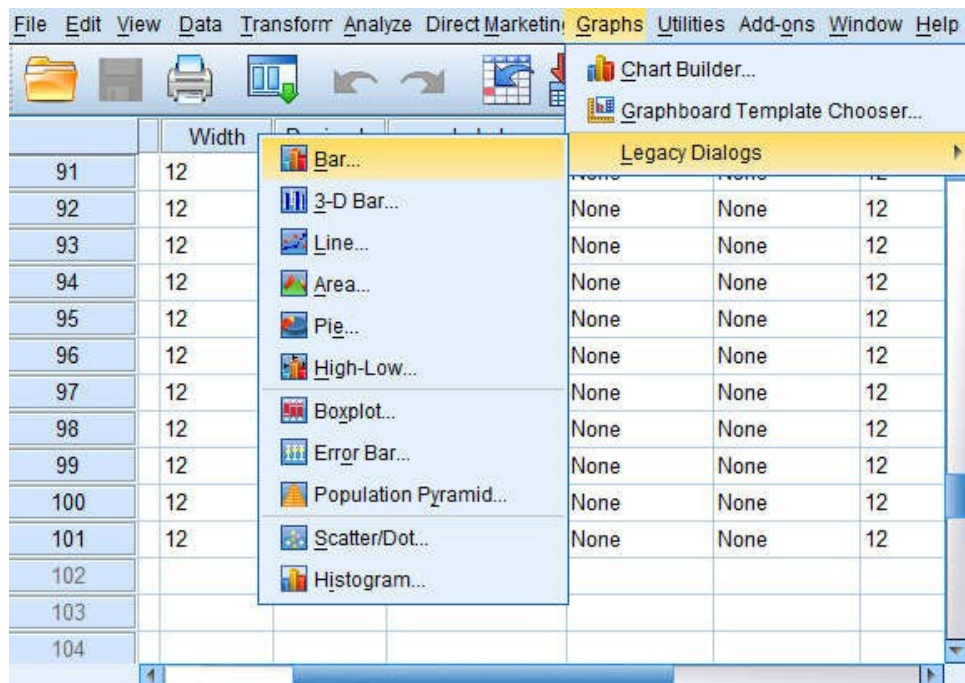 File Edit View Data Transform Analyze Direct Marketing Graphs Utilities Add-ons Window Help
Chart Builder...
Graphboard Template Chooser...
Legacy Dialogs
Width
Bar...
3-D Bar...
Line...
Area...
Pie...
High-Low...
Boxplot...
Error Bar...
Population Pyramid...
Scatter/Dot...
Histogram...
91 12
92 12 None None 12
93 12 None None 12
94 12 None None 12
95 12 None None 12
96 12 None None 12
97 12 None None 12
98 12 None None 12
99 12 None None 12
100 12 None None 12
101 12 None None 12
102
103
104